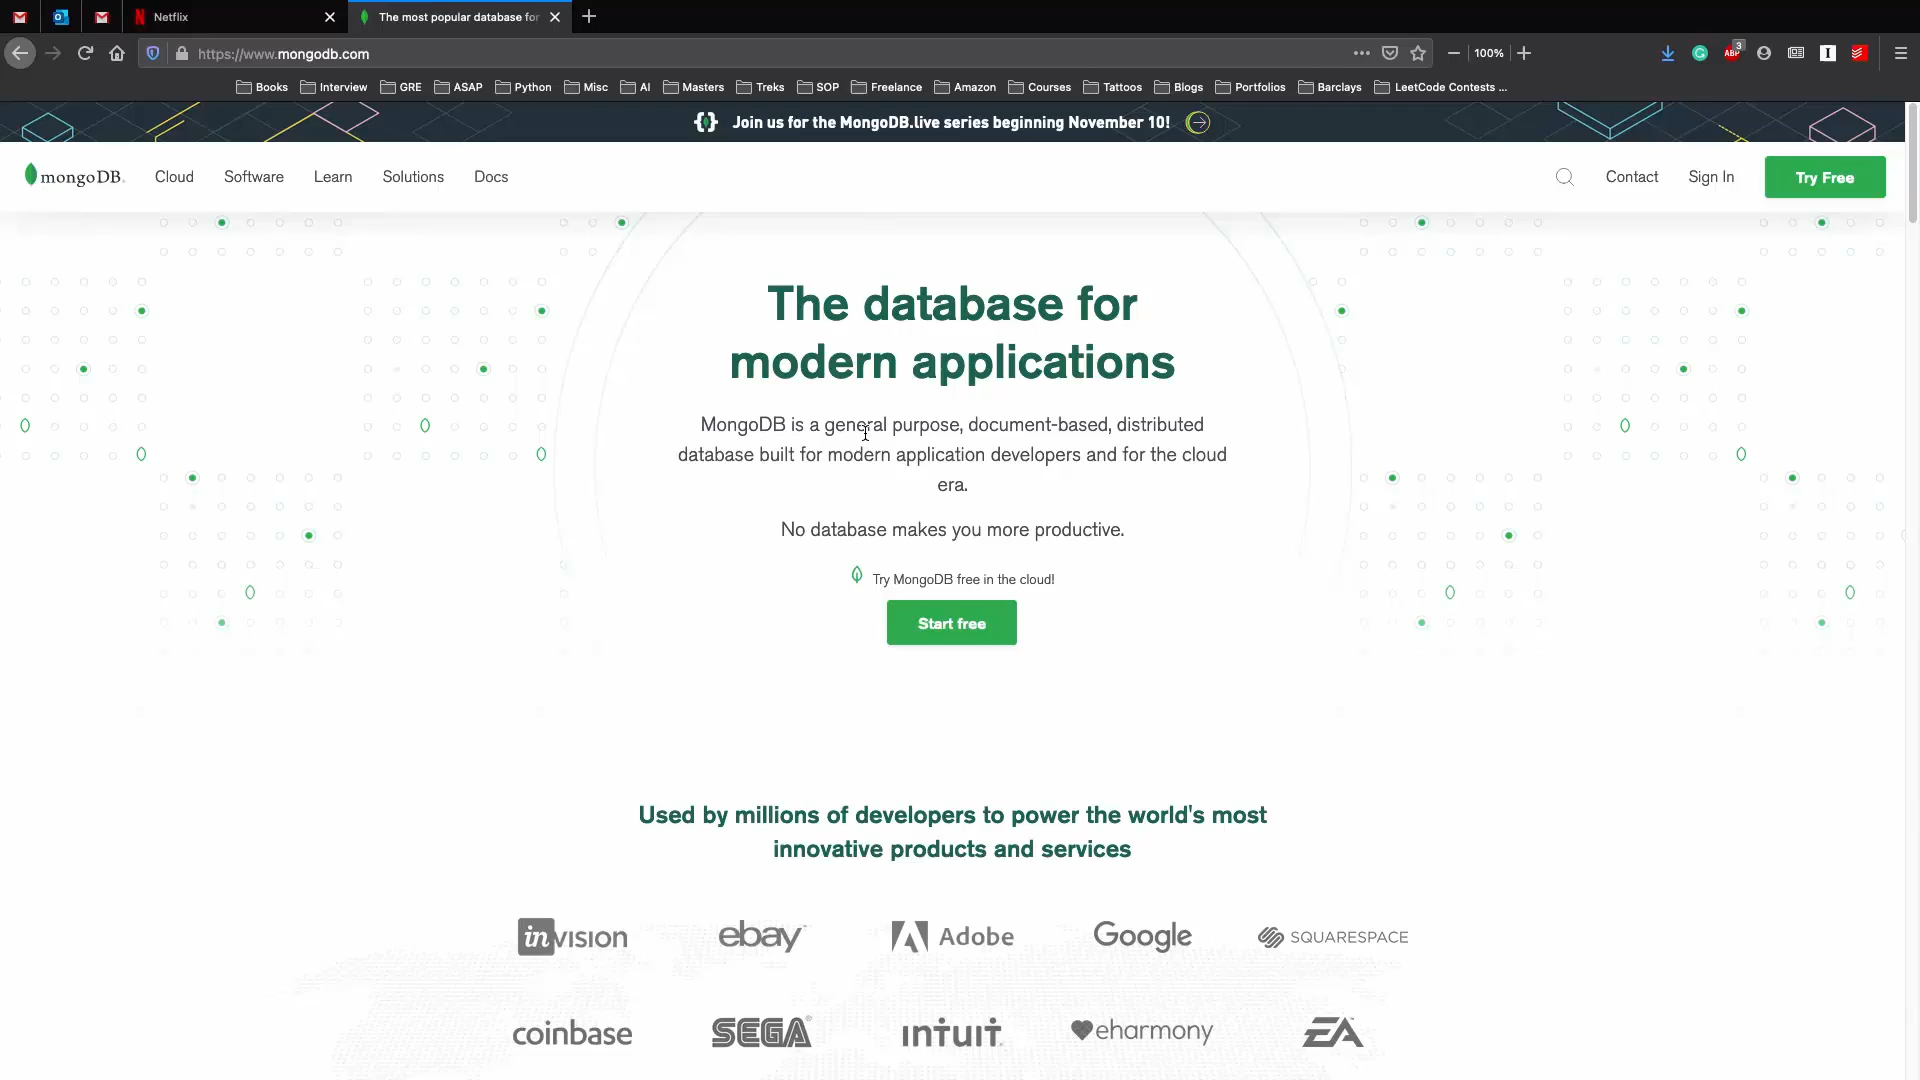 Netflix
The most popular database for
https://www.mongodb.com
100%
ABP
3
Books
Interview
GRE
ASAP
Python
Misc
AI
Masters
Treks
SOP
Freelance
Amazon
Courses
Tattoos
Blogs
Portfolios
Barclays
LeetCode Contests ...
Join us for the MongoDB.live series beginning November 10!
mongoDB.
Cloud
Software
Learn
Solutions
Docs
Contact
Sign In
Try Free
The database for
modern applications
MongoDB is a general purpose, document-based, distributed
database built for modern application developers and for the cloud
era.
No database makes you more productive.
Try MongoDB free in the cloud!
Start free
Used by millions of developers to power the world's most
innovative products and services
invision
ebay
Adobe
Google
SQUARESPACE
coinbase
SEGA
intuit
eharmony
EA